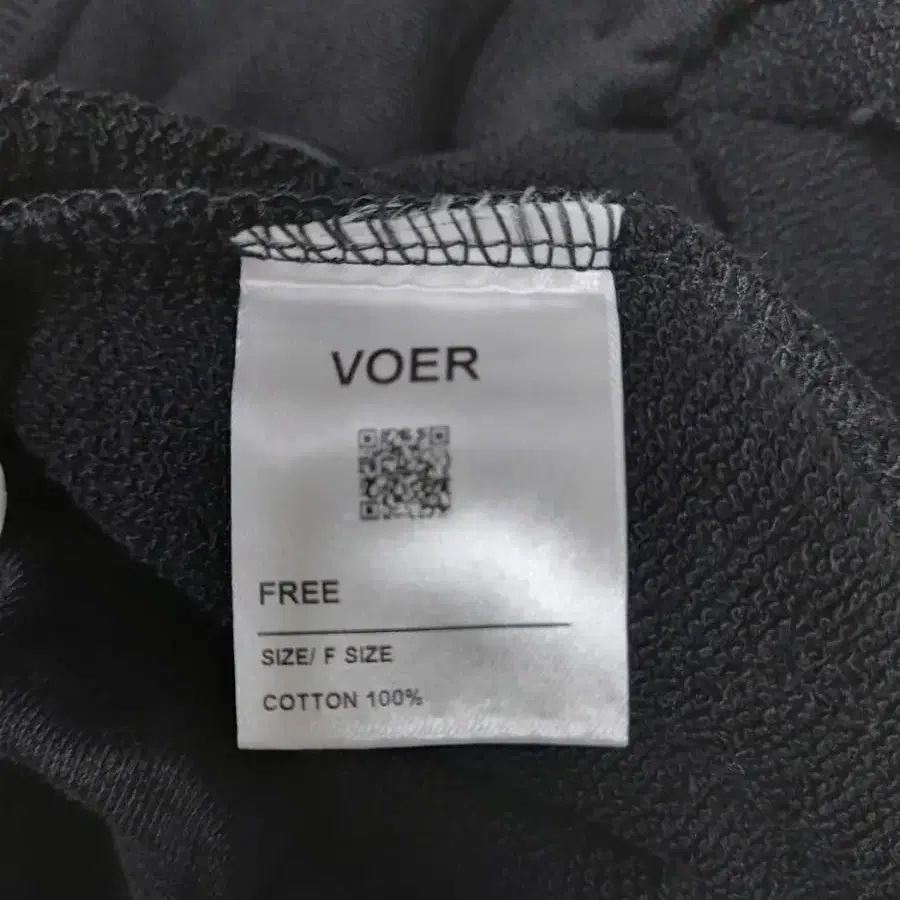 VOER
FREE
SIZE/ F SIZE
COTTON 100%